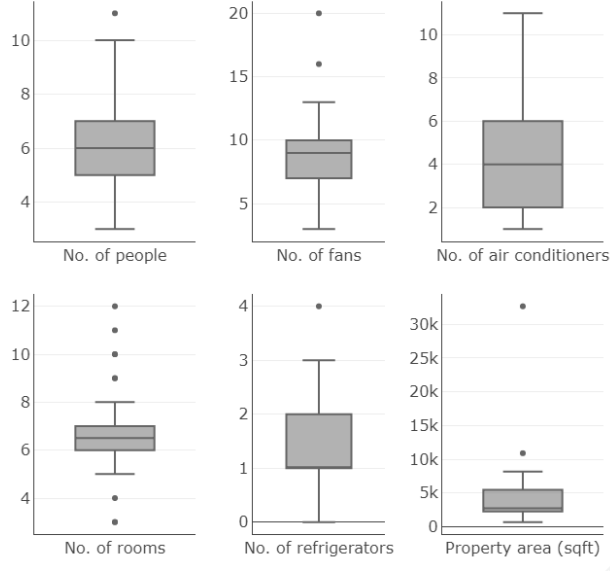 10
8
6
4
No. of people
20
15
10
5
No. of fans
10
8
6
4
2
No. of air conditioners
12
10
8
6
4
No. of rooms
4
3
2
1
0
No. of refrigerators
30k
25k
20k
15k
10k
5k
0
Property area (sqft)